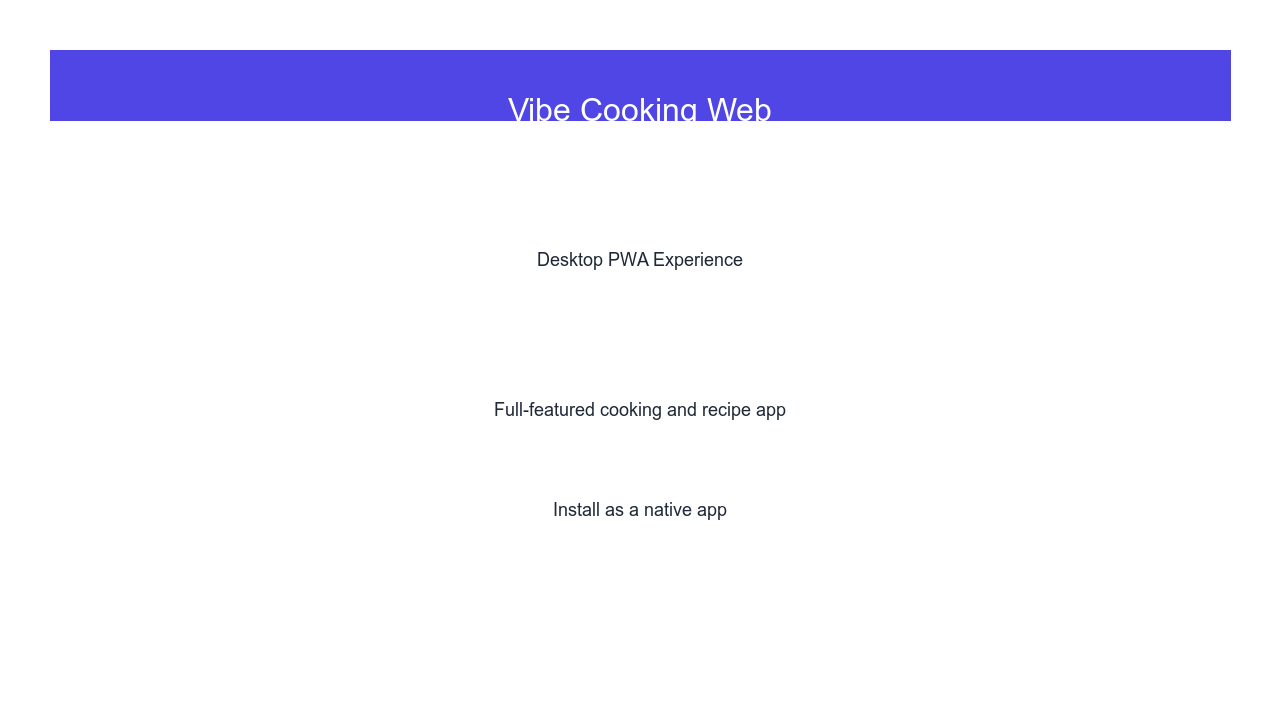 Vibe Cooking Web
Desktop PWA Experience
Full-featured cooking and recipe app
Install as a native app